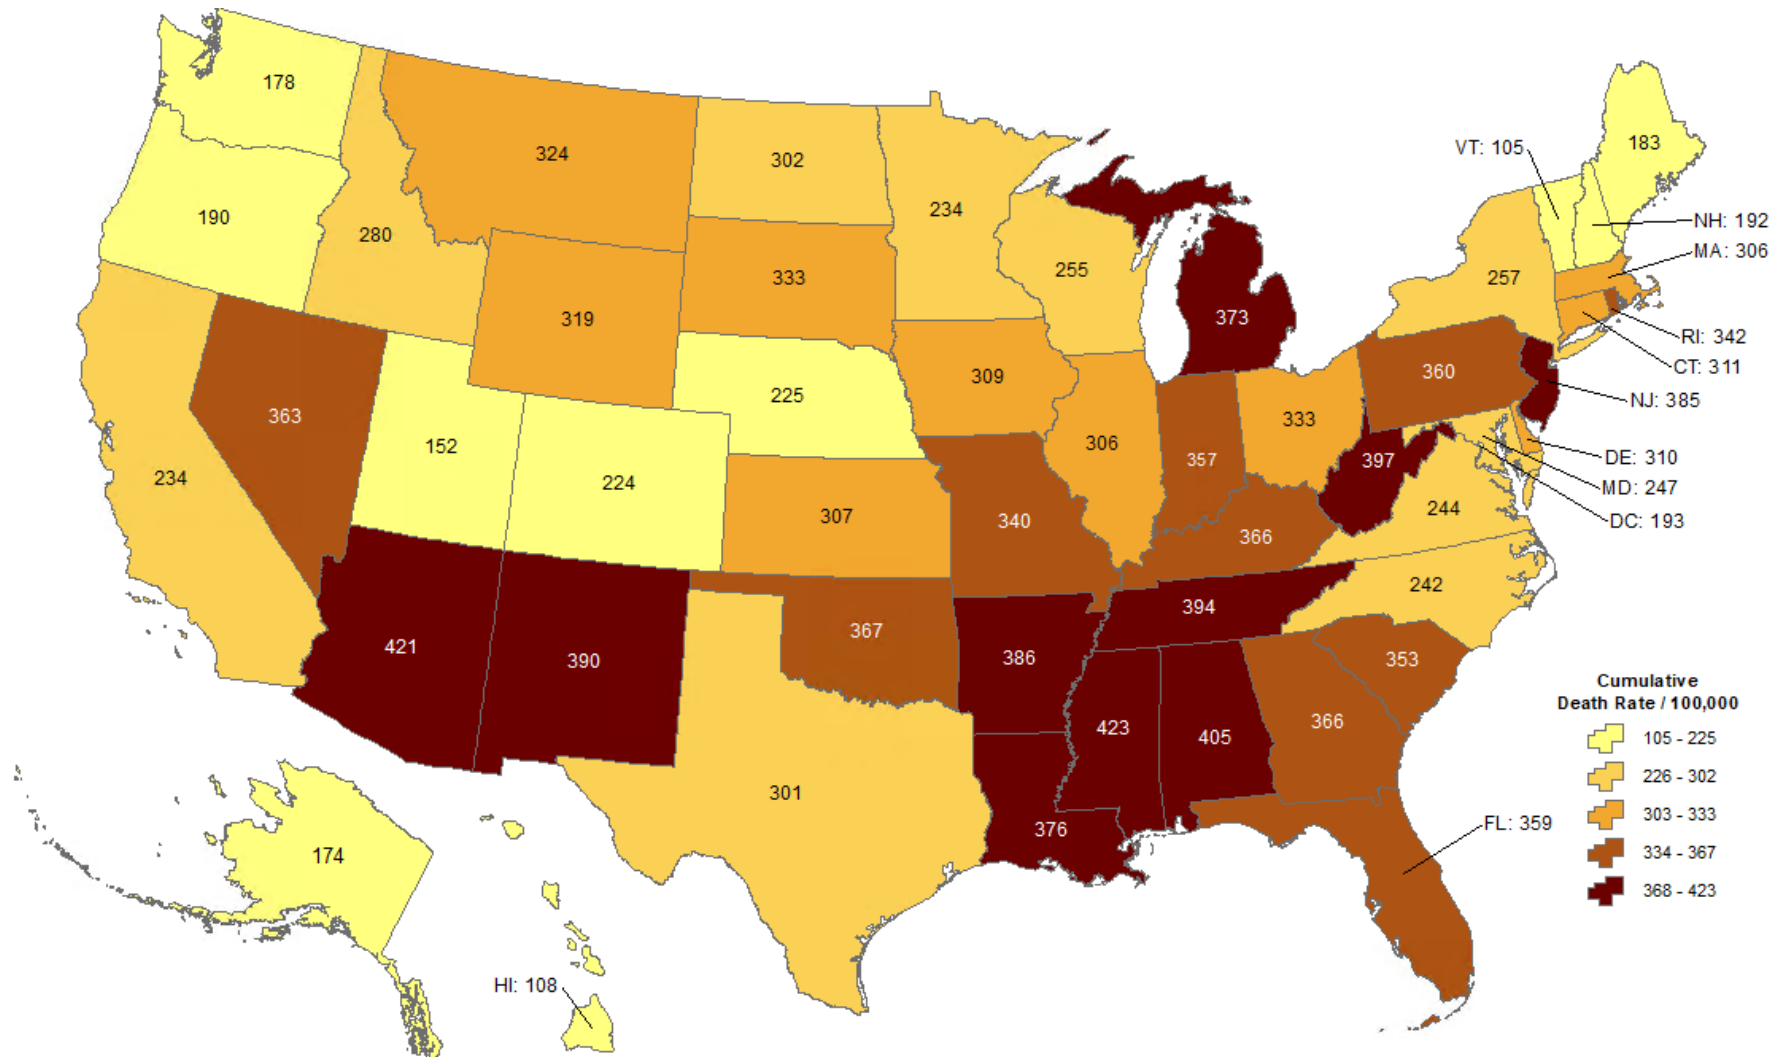 178
183
VT: 105
324
302
234
190
NH: 192
280
MA: 306
255
257
333
319
373
RI: 342
CT: 311
309
360
225
NJ: 385
363
333
306
152
357
397
DE: 310
234
224
MD: 247
244
307
340
DC: 193
366
242
394
367
421
390
386
353
Cumulative
Death Rate / 100,000
366
423
405
105 - 225
226 - 302
301
303 - 333
376
FL: 359
174
334 - 367
368 - 423
HI: 108